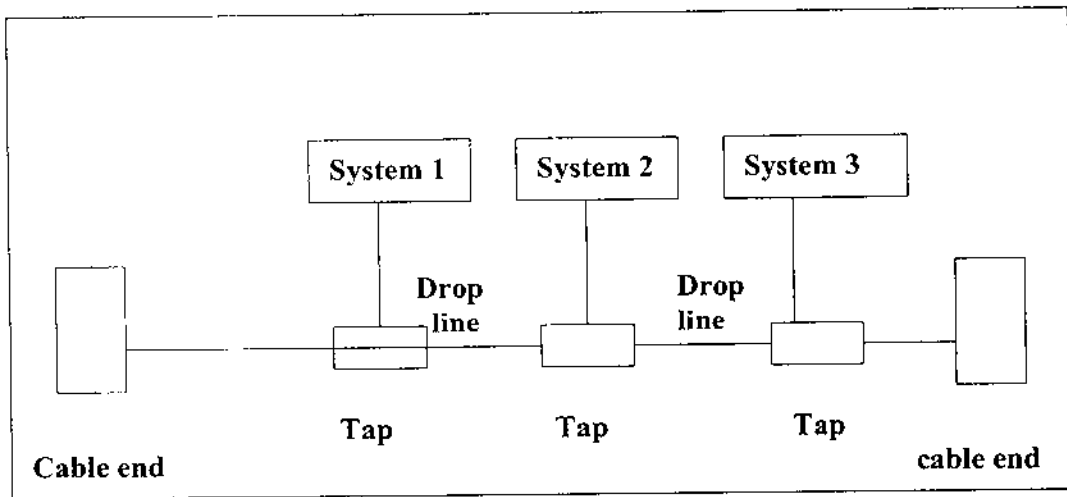 System 1
System 2
System 3
Drop
line
Drop
line
Tap
Tap
Tap
Cable end
cable end